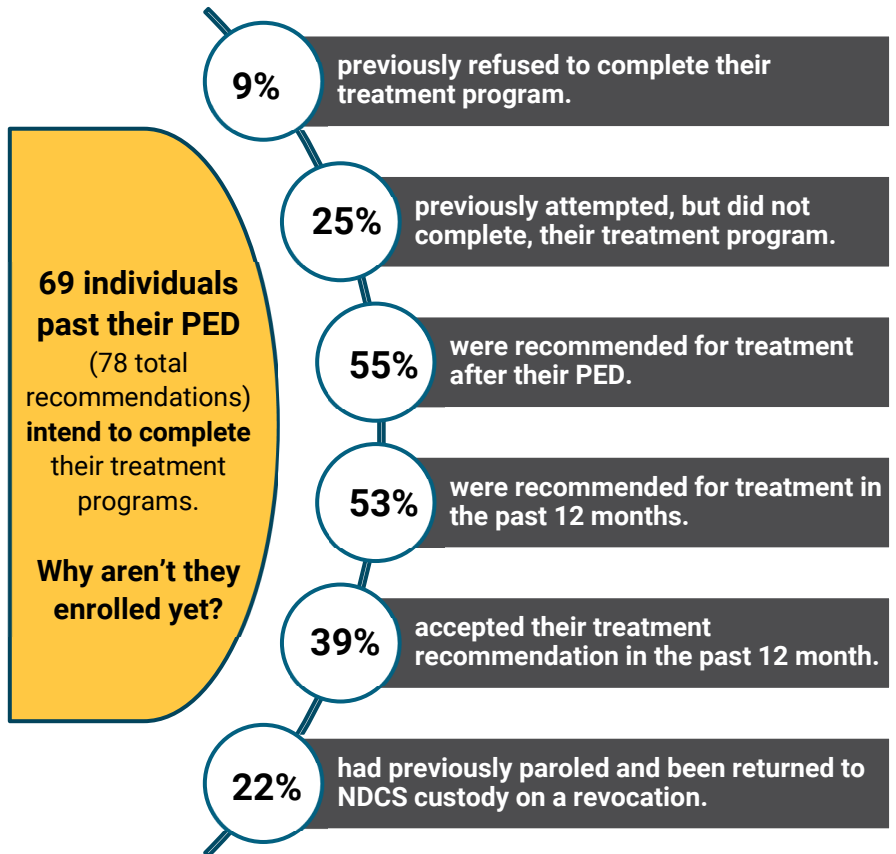 69 individuals
past their PED
(78 total
recommendations)
intend to complete
their treatment
programs.
Why aren’t they
enrolled yet?
9%
previously refused to complete their
treatment program.
25%
previously attempted, but did not
complete, their treatment program.
55%
were recommended for treatment
after their PED.
53%
were recommended for treatment in
the past 12 months.
39%
accepted their treatment
recommendation in the past 12 month.
22%
had previously paroled and been returned to
NDCS custody on a revocation.